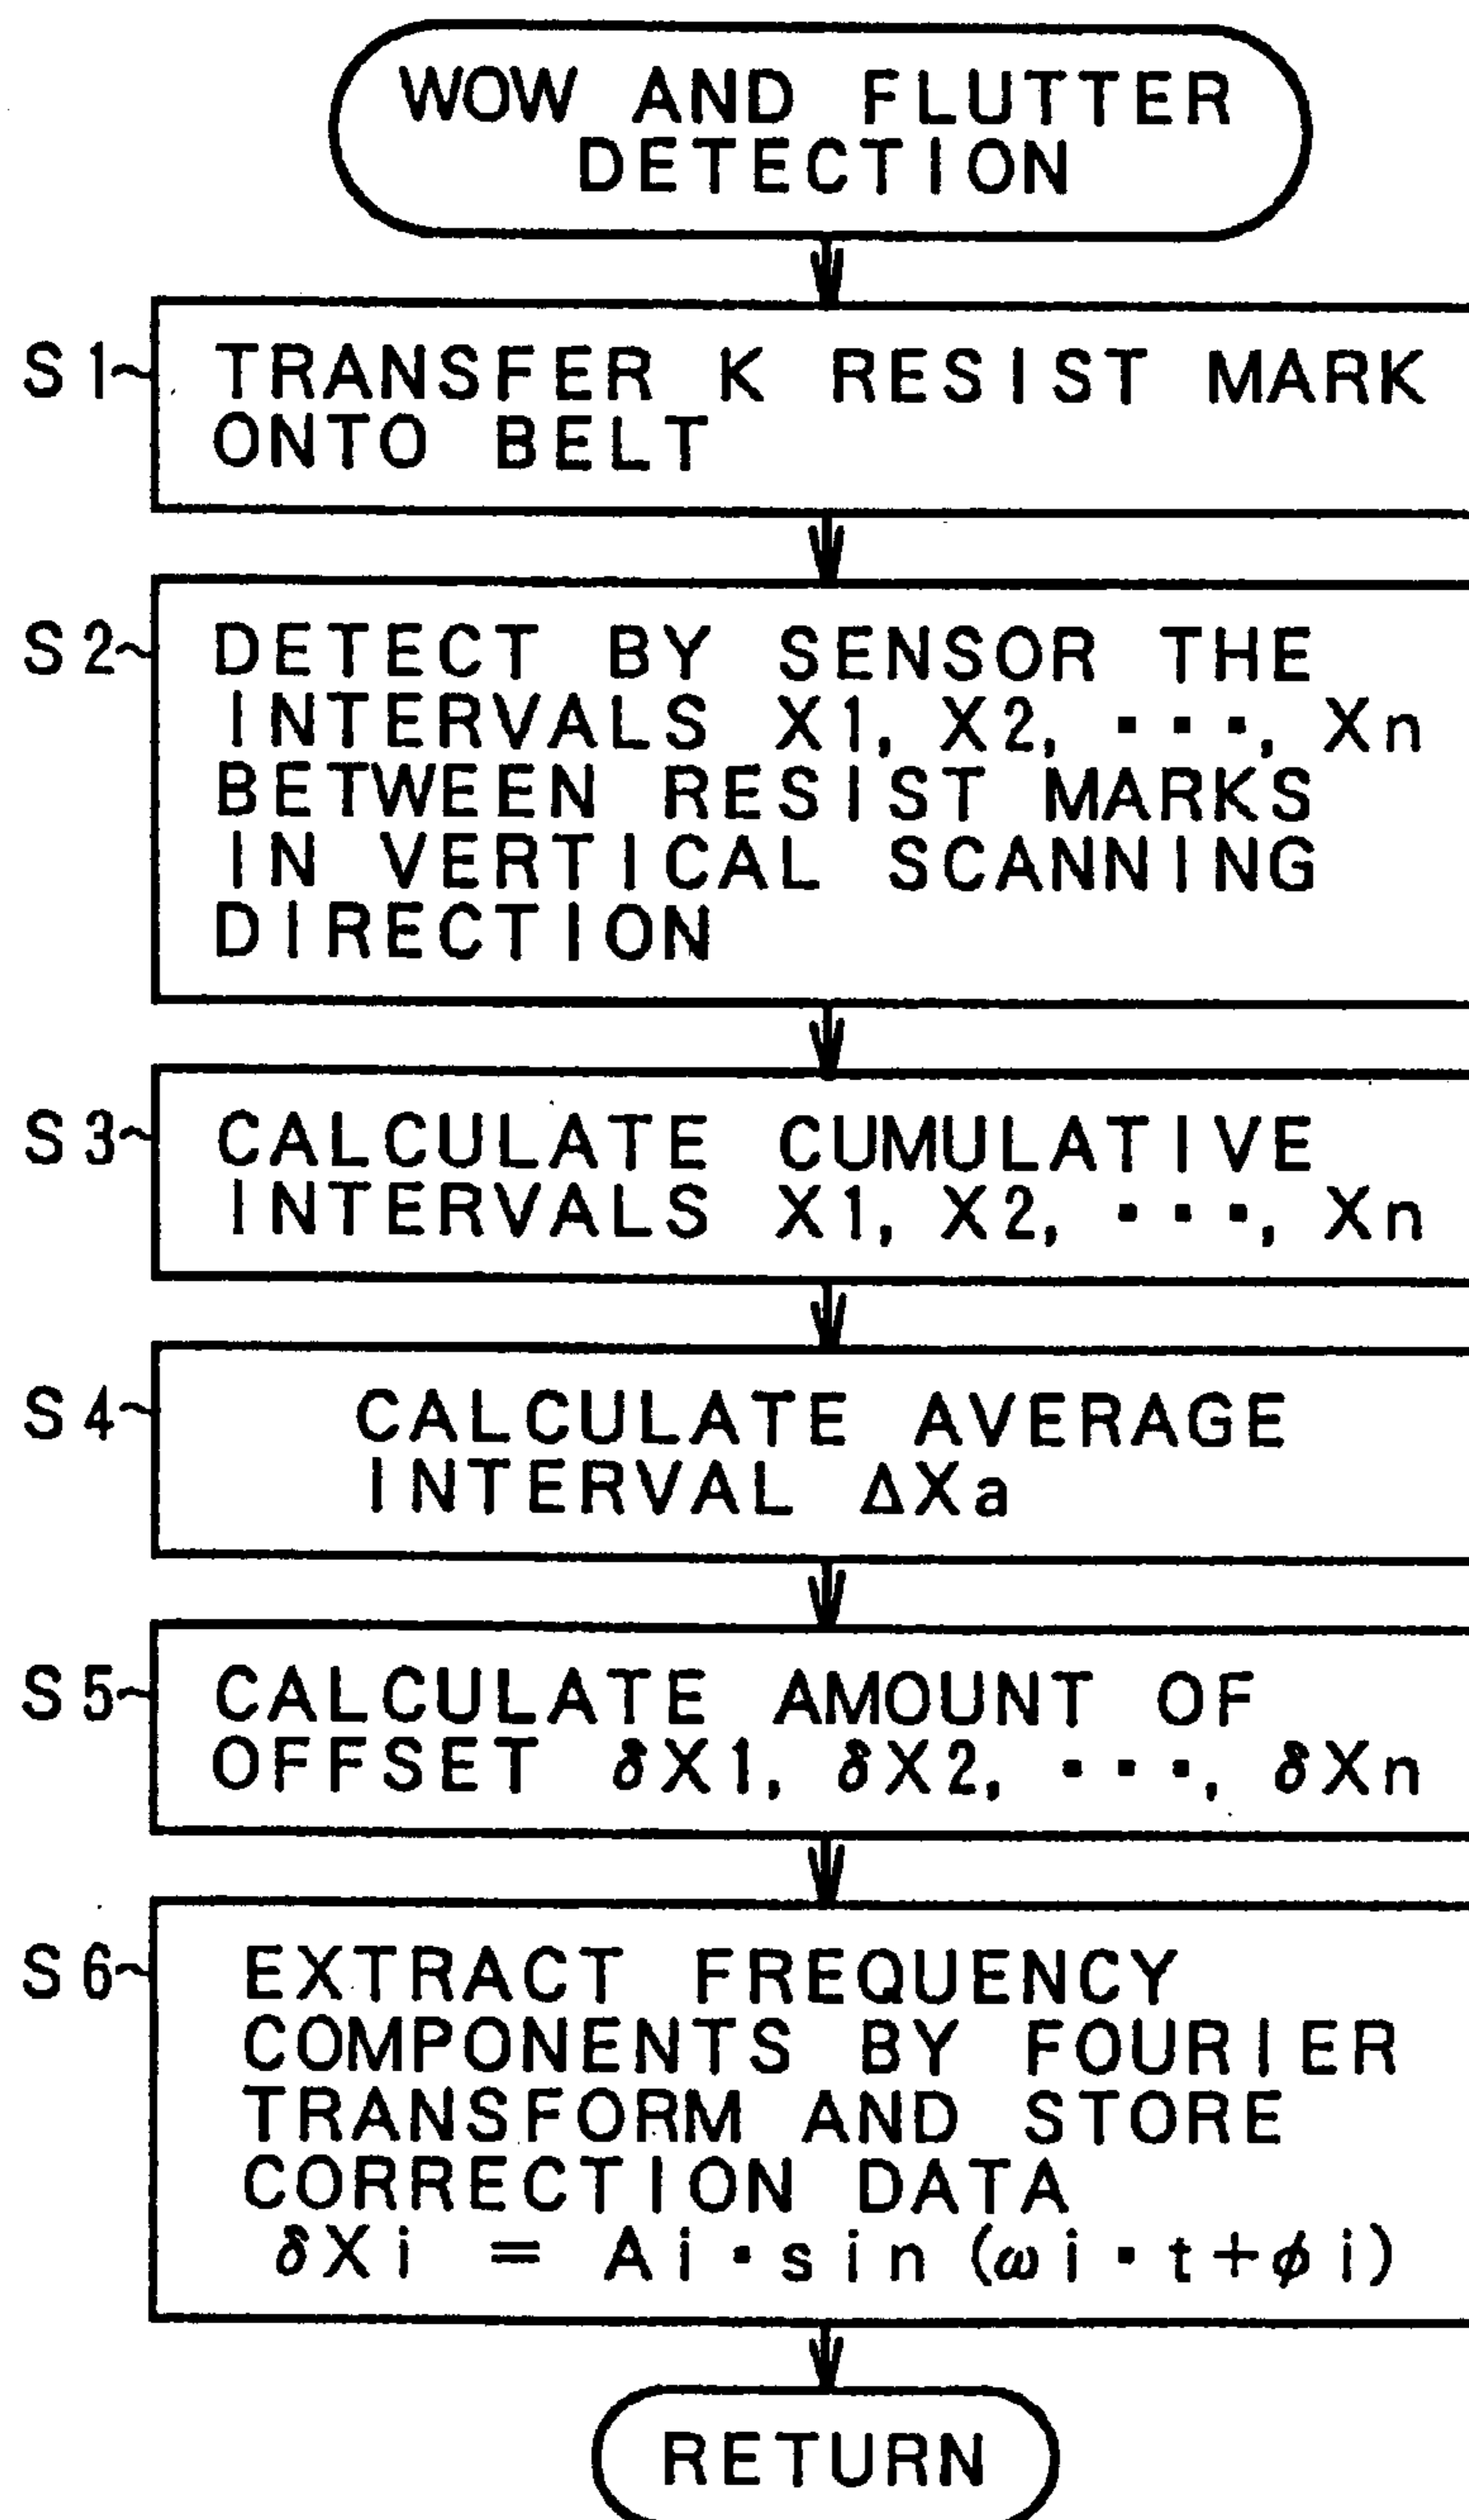 WOW AND FLUTTER
DETECTION
S1 TRANSFER K RESIST MARK
ONTO BELT
S2 DETECT BY SENSOR THE
INTERVALS X1, X2, ･･･, Xn
BETWEEN RESIST MARKS
IN VERTICAL SCANNING
DIRECTION
S3 CALCULATE CUMULATIVE
INTERVALS X1, X2, ･･･, Xn
S4 CALCULATE AVERAGE
INTERVAL ΔXa
S5 CALCULATE AMOUNT OF
OFFSET δX1, δX2, ･･･, δXn
S6 EXTRACT FREQUENCY
COMPONENTS BY FOURIER
TRANSFORM AND STORE
CORRECTION DATA
δXi = Ai･sin(ωi･t+φi)
RETURN